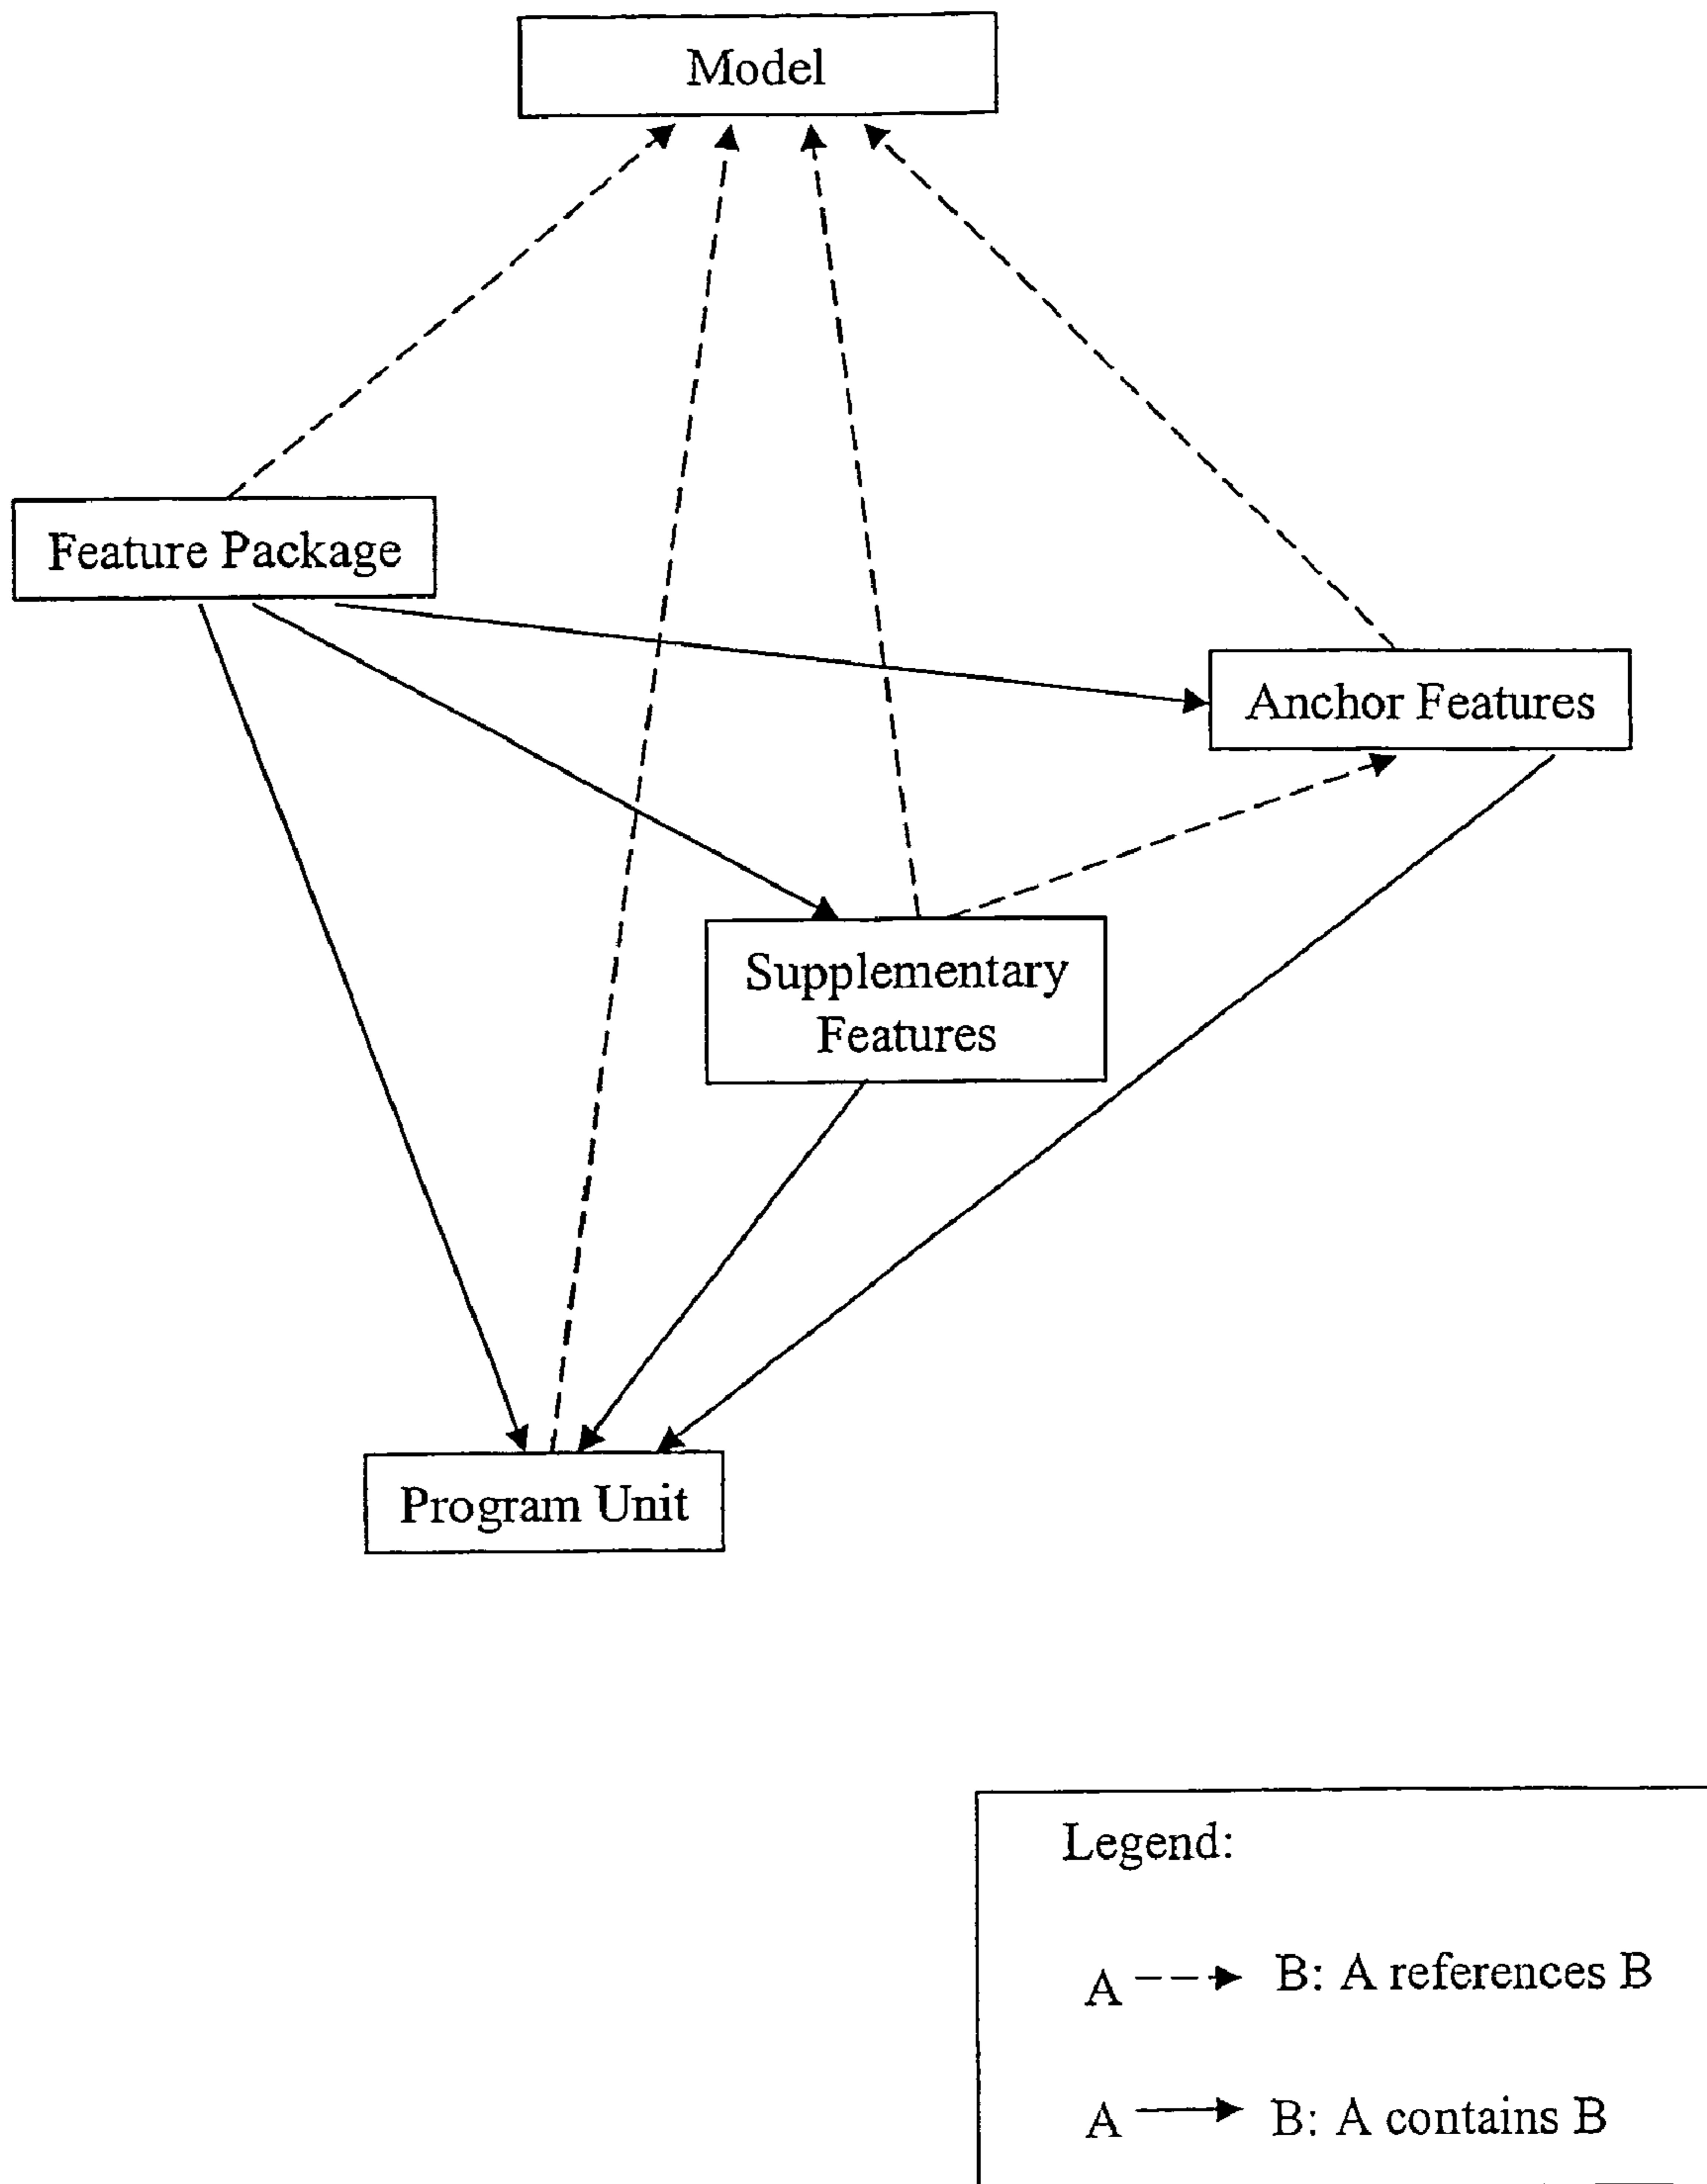 Model
Feature Package
Anchor Features
Supplementary
Features
Program Unit
Legend:
A B: A references B
A B: A contains B